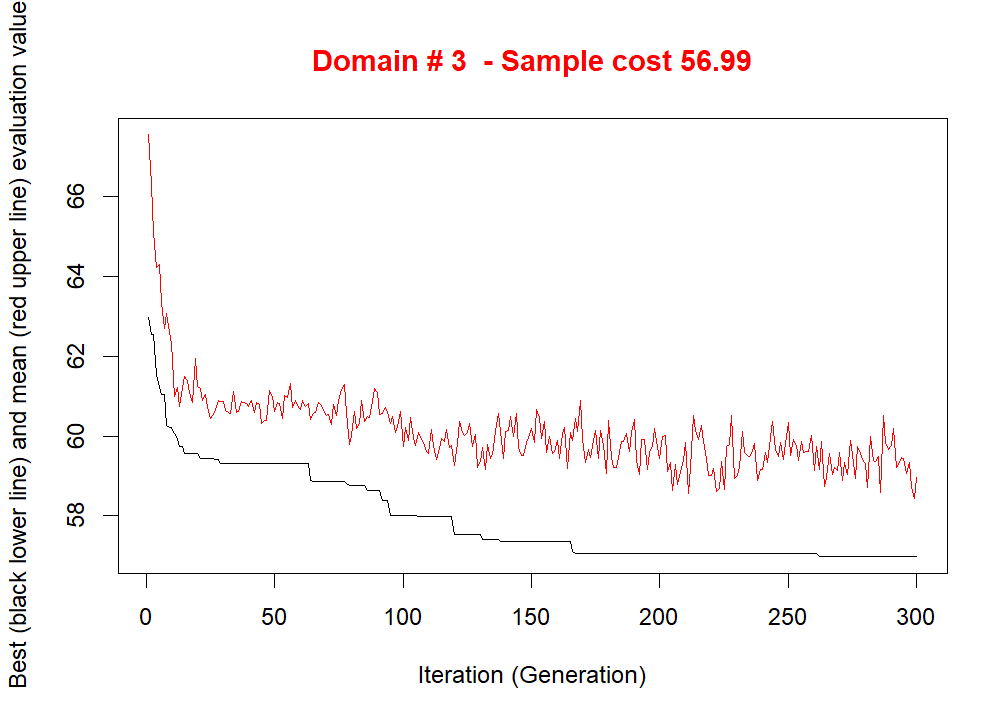 Domain # 3  - Sample cost 56.99
Best (black lower line) and mean (red upper line) evaluation value
66
64
62
60
58
0 50 100 150 200 250 300
Iteration (Generation)